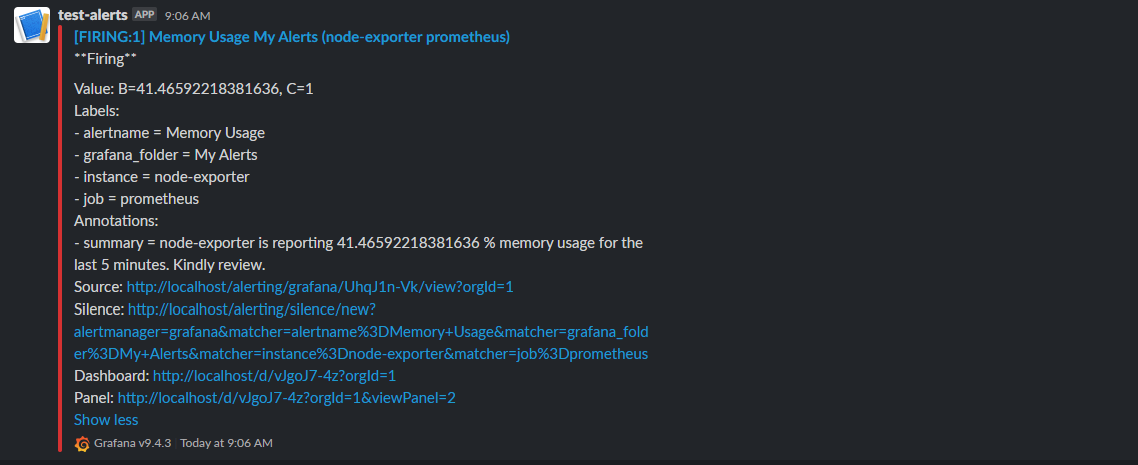 test-alerts APP 9:06 AM
[FIRING:1] Memory Usage My Alerts (node-exporter prometheus)
**Firing**
Value: B=41.46592218381636, C=1
Labels:
- alertname = Memory Usage
- grafana_folder = My Alerts
- instance = node-exporter
- job = prometheus
Annotations:
- summary = node-exporter is reporting 41.46592218381636 % memory usage for the
last 5 minutes. Kindly review.
Source: http://localhost/alerting/grafana/UhqJ1n-Vk/view?orgId=1
Silence: http://localhost/alerting/silence/new?
alertmanager=grafana&matcher=alertname%3DMemory+Usage&matcher=grafana_fold
er%3DMy+Alerts&matcher=instance%3Dnode-exporter&matcher=job%3Dprometheus
Dashboard: http://localhost/d/vJgoJ7-4z?orgId=1
Panel: http://localhost/d/vJgoJ7-4z?orgId=1&viewPanel=2
Show less
Grafana v9.4.3 Today at 9:06 AM